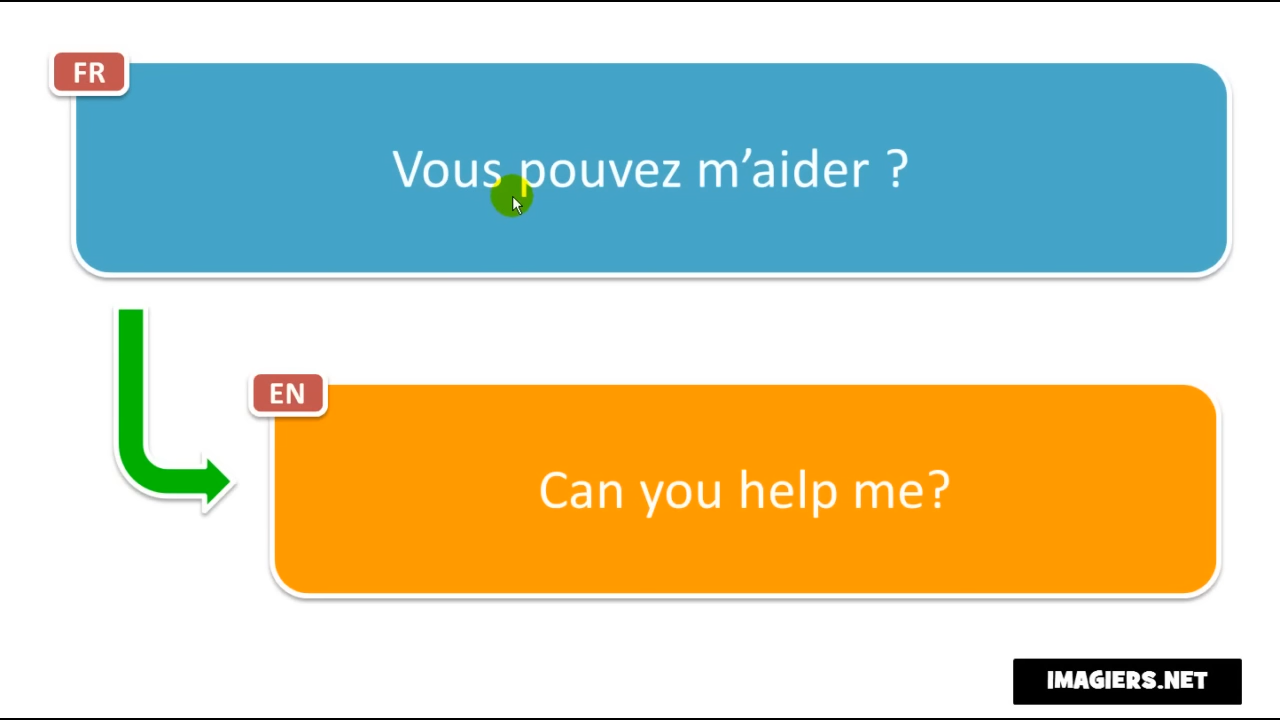 FR
Vous pouvez m’aider ?
EN
Can you help me?
IMAGIERS.NET